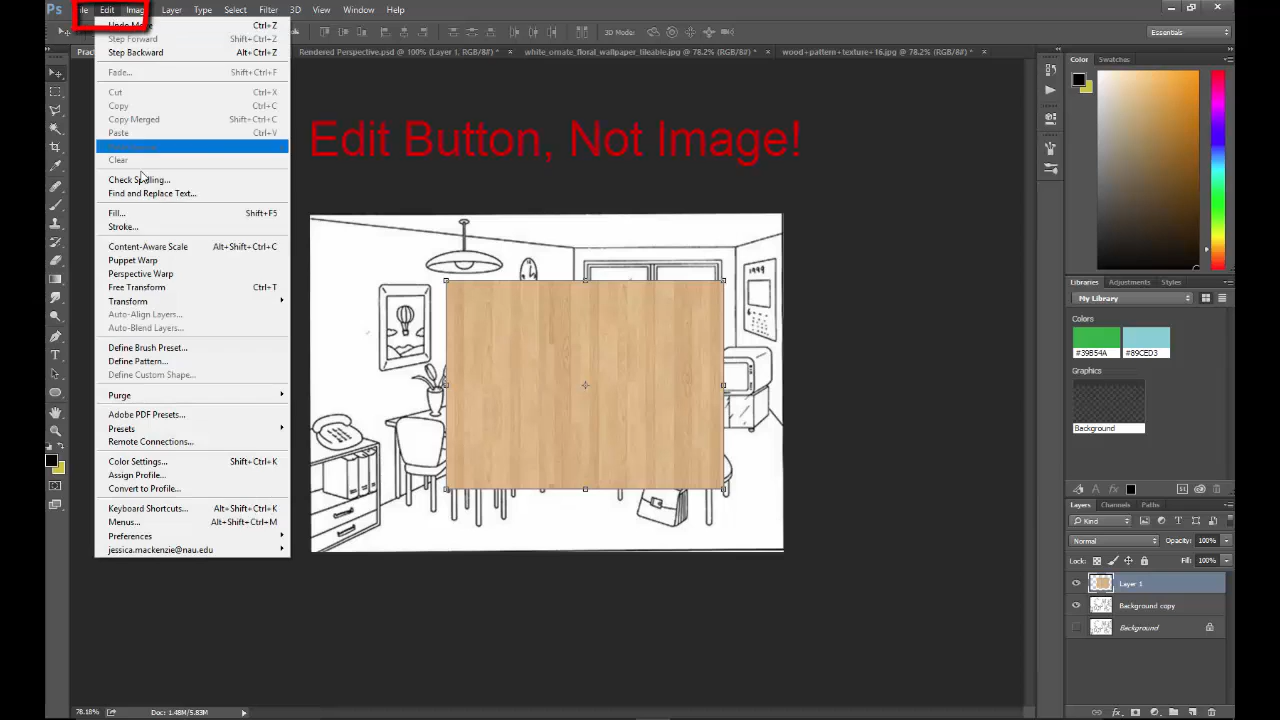 Ps
Edit
Layer
Type
Select
Filter
3D
View
Window
Help
3D Mode:
Essentials
Rendered Perspective.psd @ 100% (Layer 1, RGB/8#) *
white_ornate_floral_wallpaper_tileable.jpg @ 78.2% (RGB/8#) *
wood+pattern+texture+16.jpg @ 78.2% (RGB/8#) *
Ctrl+Z
Step Forward Shift+Ctrl+Z
Step Backward Alt+Ctrl+Z
Fade... Shift+Ctrl+F
Cut Ctrl+X
Copy Ctrl+C
Copy Merged Shift+Ctrl+C
Paste Ctrl+V
Clear
Check Spelling...
Find and Replace Text...
Fill... Shift+F5
Stroke...
Content-Aware Scale Alt+Shift+Ctrl+C
Puppet Warp
Perspective Warp
Free Transform Ctrl+T
Transform
Auto-Align Layers...
Auto-Blend Layers...
Define Brush Preset...
Define Pattern...
Define Custom Shape...
Purge
Adobe PDF Presets...
Presets
Remote Connections...
Color Settings... Shift+Ctrl+K
Assign Profile...
Convert to Profile...
Keyboard Shortcuts... Alt+Shift+Ctrl+K
Menus... Alt+Shift+Ctrl+M
Preferences
jessica.mackenzie@nau.edu
Edit Button, Not Image!
1999
Color
Swatches
Libraries
Adjustments
Styles
My Library
Colors
#39B54A
#89CED3
Graphics
Background
Layers
Channels
Paths
Kind
Normal
Opacity: 100%
Lock:
Fill: 100%
Layer 1
Background copy
Background
78.18%
Doc: 1.48M/5.83M